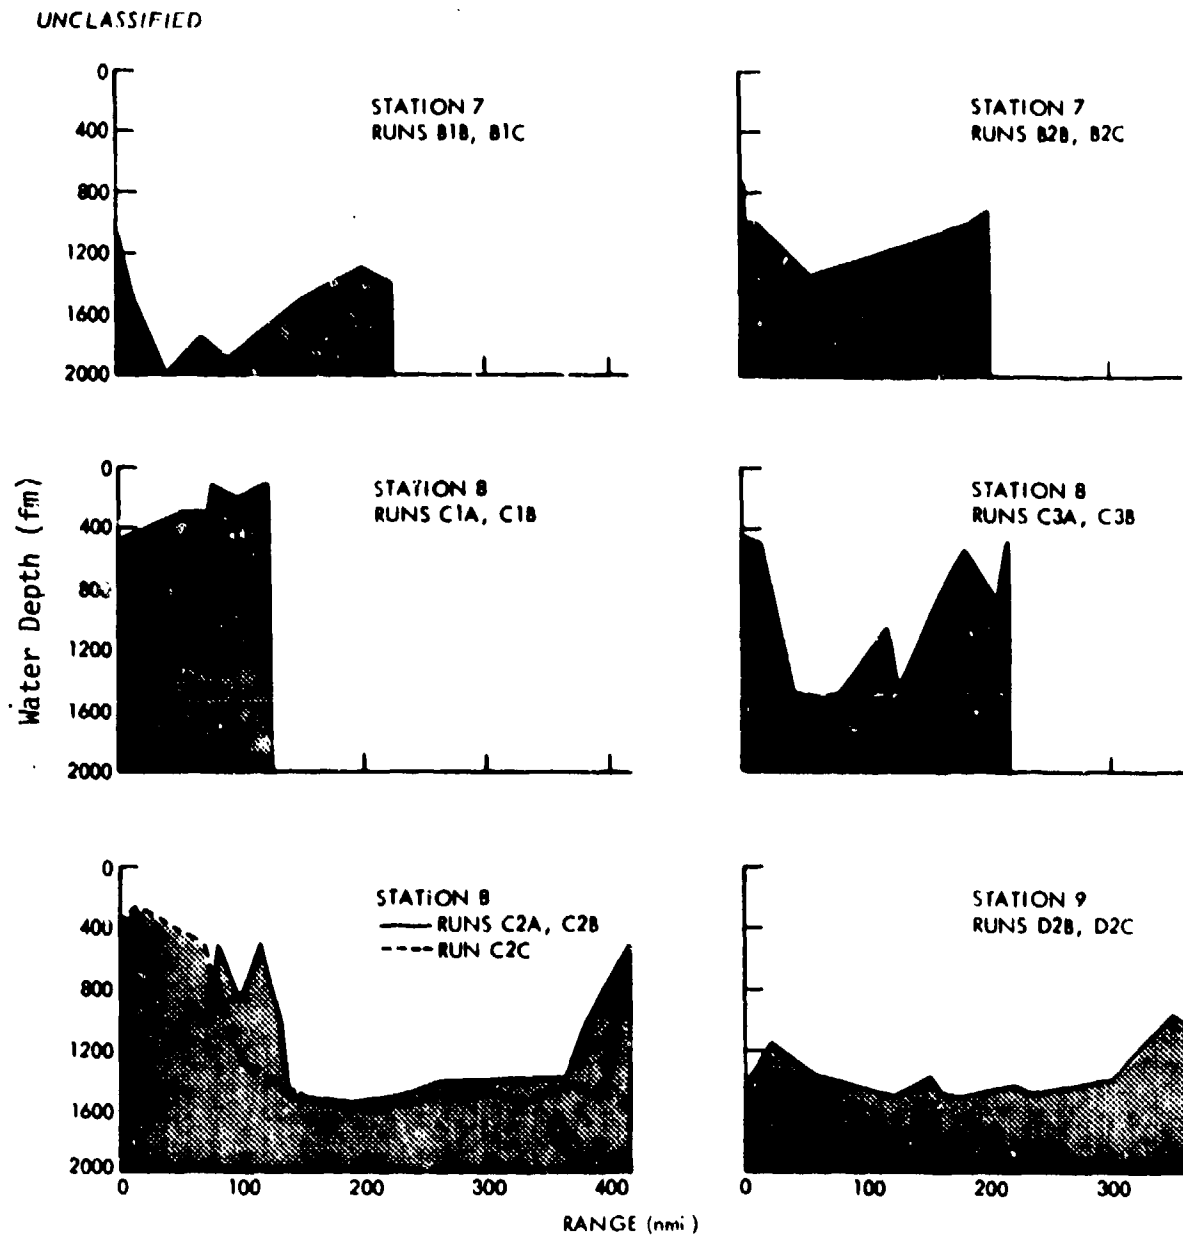 UNCLASSIFIED
STATION 7
RUNS B1B, B1C
0
400
800
1200
1600
2000
STATION 7
RUNS B2B, B2C
Water Depth (fm)
STATION 8
RUNS C1A, C1B
0
400
800
1200
1600
2000
STATION 8
RUNS C3A, C3B
STATION 8
RUNS C2A, C2B
RUN C2C
0
400
800
1200
1600
2000
0 100 200 300 400
STATION 9
RUNS D2B, D2C
0 100 200 300
RANGE (nmi)